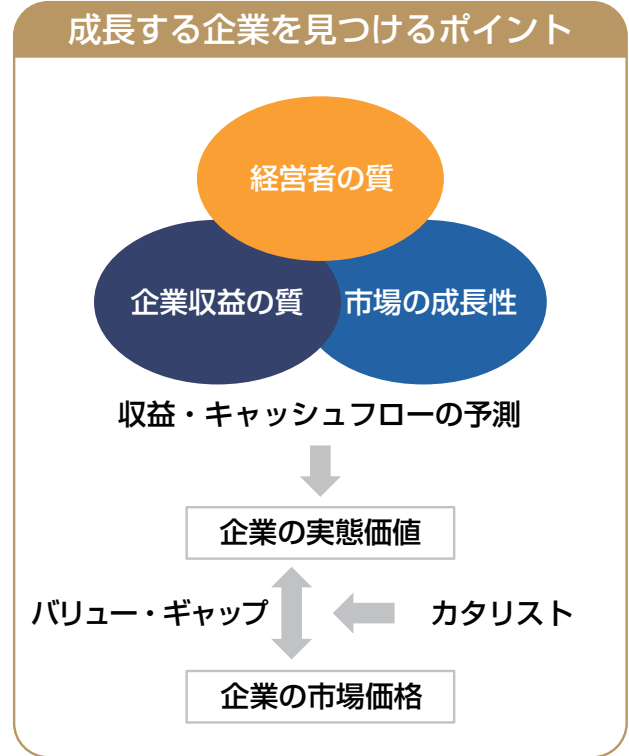 成長する企業を見つけるポイント
経営者の質
企業収益の質
市場の成長性
収益・キャッシュフローの予測
企業の実態価値
バリュー・ギャップ
カタリスト
企業の市場価格